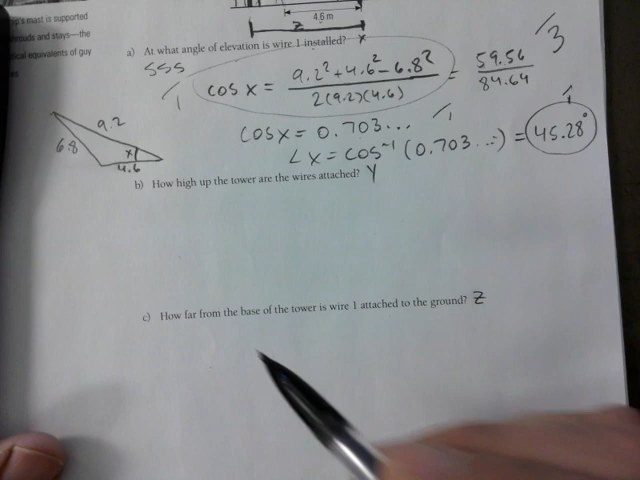 4.6 m
z
mast is supported
shrouds and stays—the
equivalents of guy
a) At what angle of elevation is wire 1 installed? x
SSS
/1
cos x = 9.2² + 4.6² - 6.8² / 2(9.2)(4.6) = 59.56 / 84.64
/3
cos x = 0.703... /1
∠x = cos⁻¹ (0.703...) = 45.28°
/1
9.2
6.8
x
4.6
b) How high up the tower are the wires attached? y
c) How far from the base of the tower is wire 1 attached to the ground? z